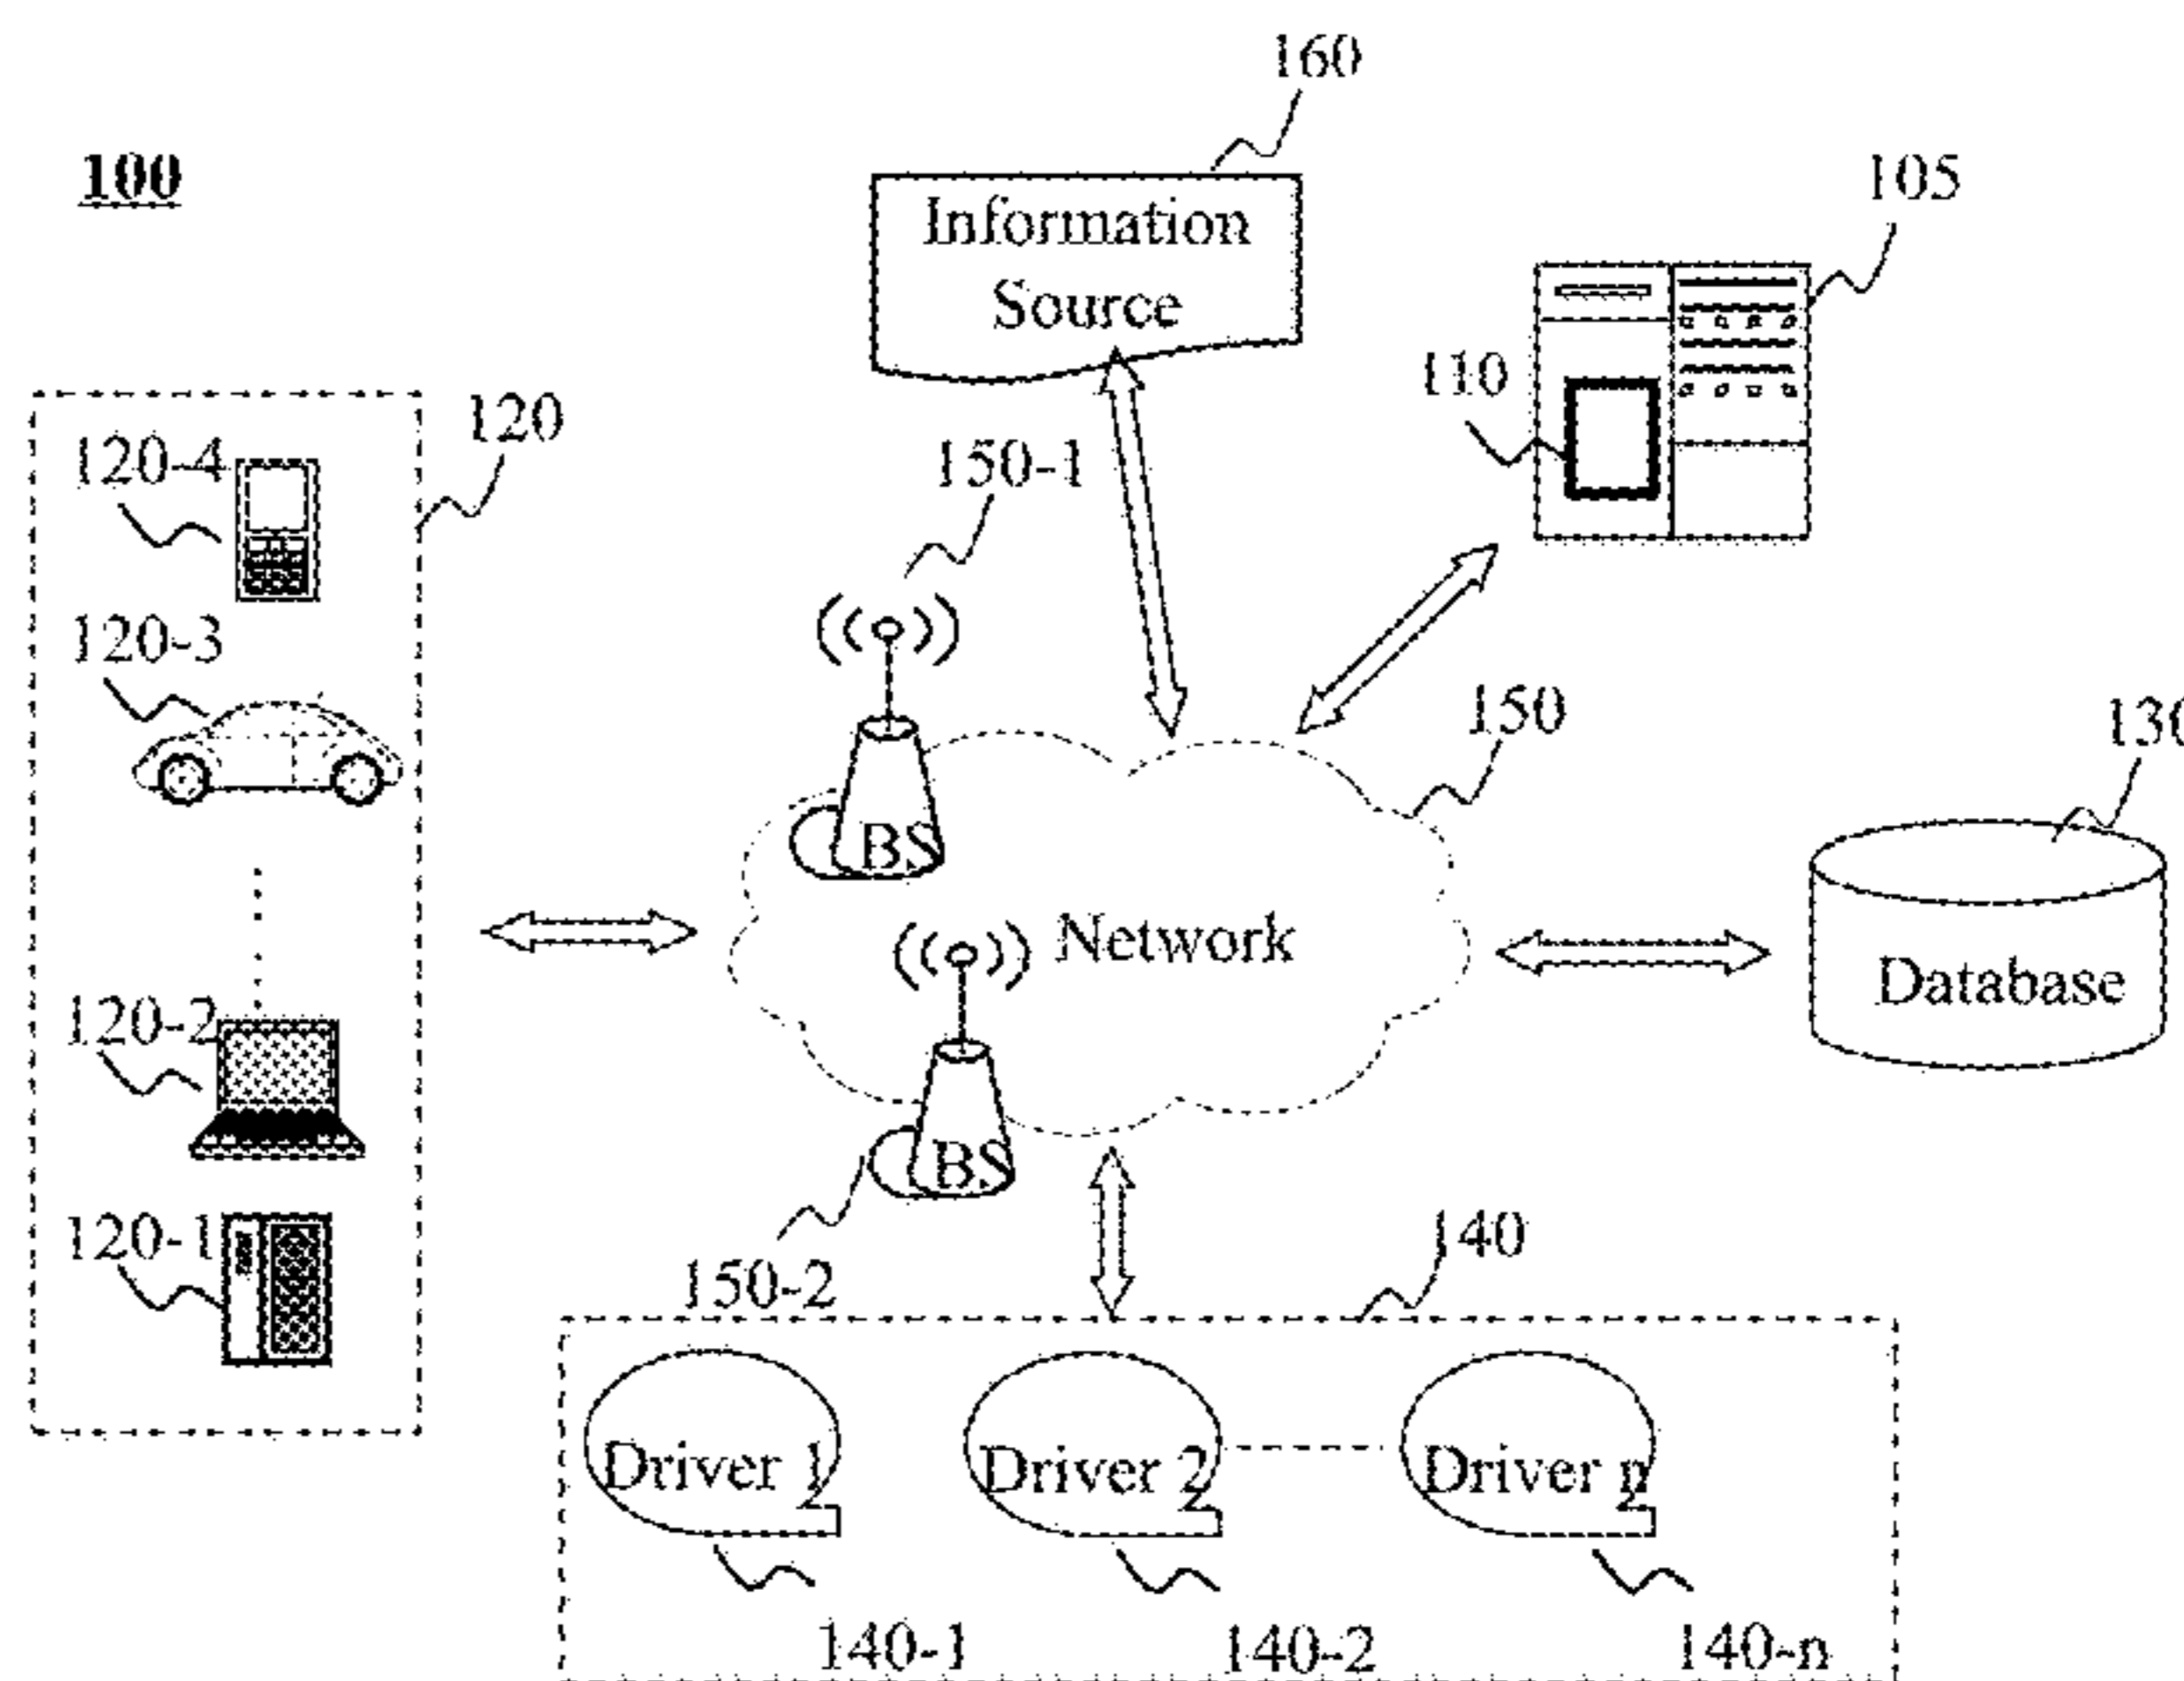 160
100
105
Information
Source
110
120
120-4
150-1
120-3
150
130
BS
Network
Database
120-2
BS
120-1
150-2
140
Driver 1
Driver 2
Driver n
140-1
140-2
140-n